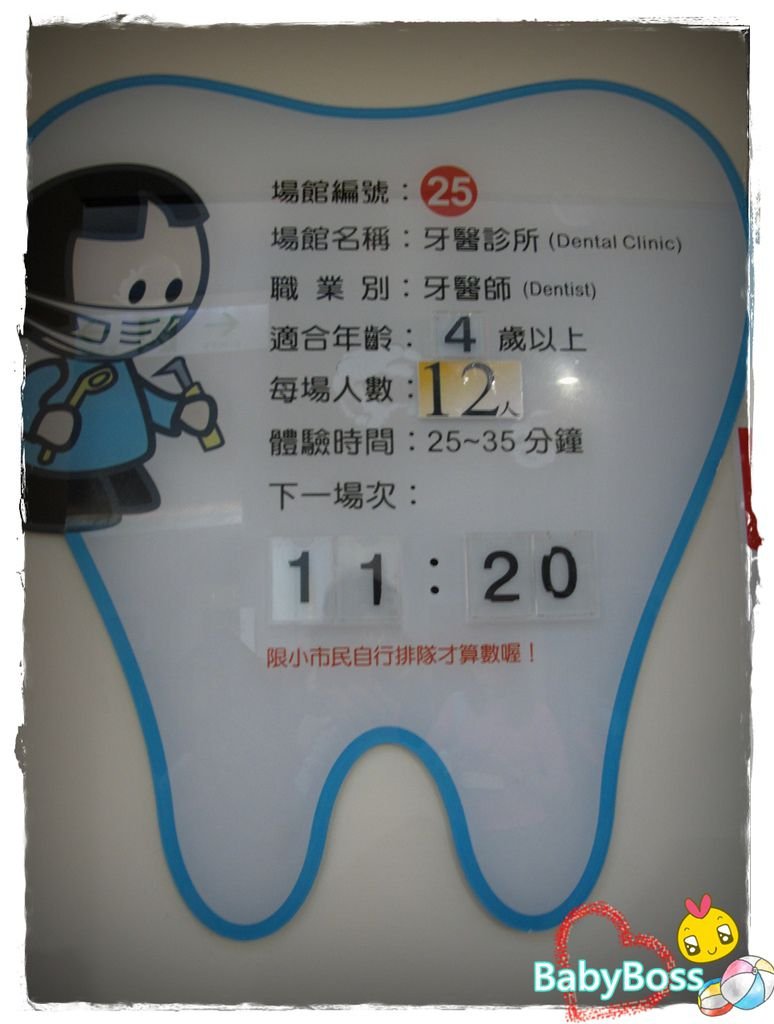 場館編號：25
場館名稱：牙醫診所 (Dental Clinic)
職業別：牙醫師 (Dentist)
適合年齡：4 歲以上
每場人數：12人
體驗時間：25~35 分鐘
下一場次：
11：20
限小市民自行排隊才算數喔！
BabyBoss